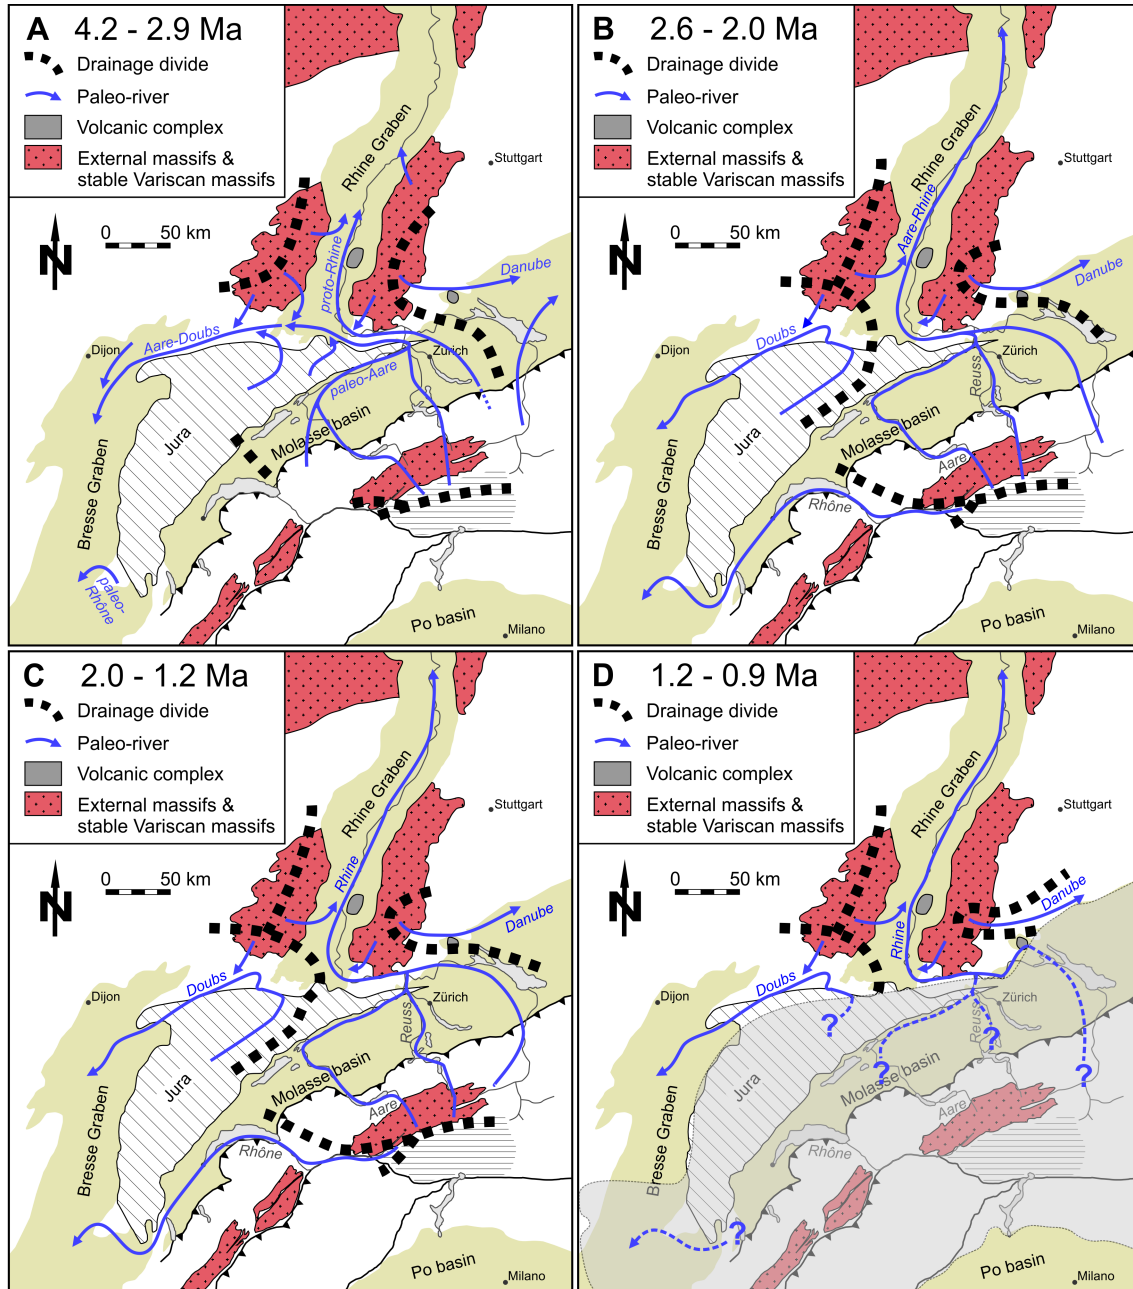 A 4.2 - 2.9 Ma
Drainage divide
Paleo-river
Volcanic complex
External massifs &
stable Variscan massifs
0 50 km
N
Rhine Graben
Stuttgart
proto-Rhine
Danube
Aare-Doubs
Dijon
Zürich
paleo-Aare
Molasse basin
Jura
Bresse Graben
paleo-
Rhône
Po basin
Milano
B 2.6 - 2.0 Ma
Drainage divide
Paleo-river
Volcanic complex
External massifs &
stable Variscan massifs
0 50 km
N
Rhine Graben
Stuttgart
Aare-Rhine
Danube
Doubs
Dijon
Zürich
Reuss
Molasse basin
Jura
Aare
Rhône
Bresse Graben
Po basin
Milano
C 2.0 - 1.2 Ma
Drainage divide
Paleo-river
Volcanic complex
External massifs &
stable Variscan massifs
0 50 km
N
Rhine Graben
Stuttgart
Rhine
Danube
Doubs
Dijon
Zürich
Reuss
Molasse basin
Jura
Aare
Rhône
Bresse Graben
Po basin
Milano
D 1.2 - 0.9 Ma
Drainage divide
Paleo-river
Volcanic complex
External massifs &
stable Variscan massifs
0 50 km
N
Rhine Graben
Stuttgart
Rhine
Danube
Doubs
Dijon
Zürich
Reuss
?
?
?
?
?
Molasse basin
Jura
Aare
Rhône
Bresse Graben
Po basin
Milano